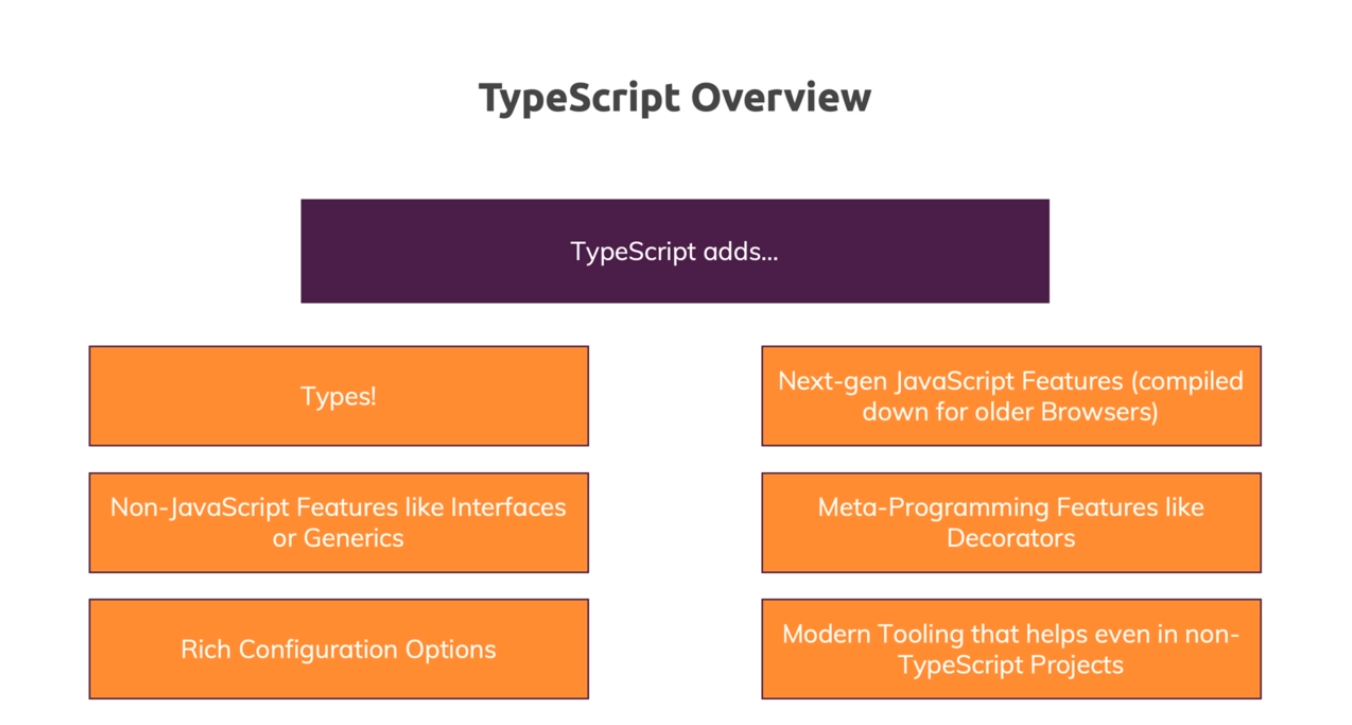 TypeScript Overview
TypeScript adds...
Types!
Next-gen JavaScript Features (compiled
down for older Browsers)
Non-JavaScript Features like Interfaces
or Generics
Meta-Programming Features like
Decorators
Rich Configuration Options
Modern Tooling that helps even in non-
TypeScript Projects